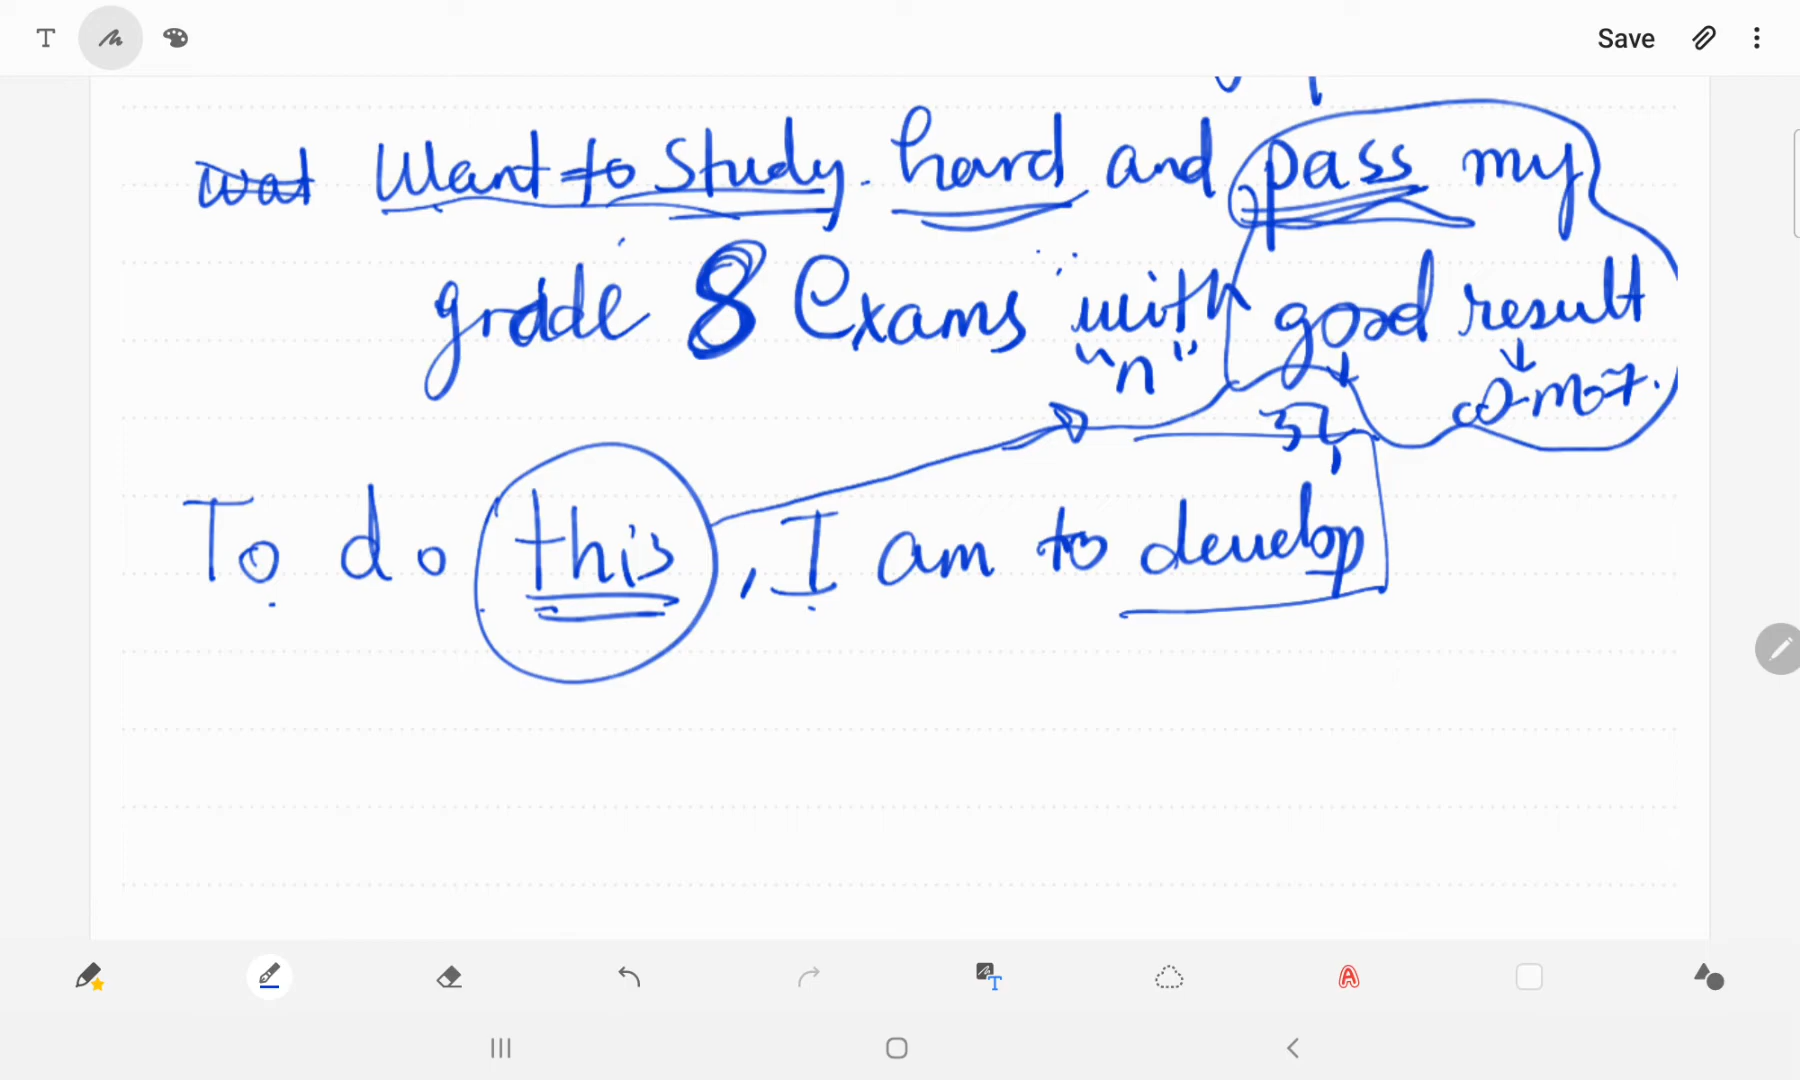 Save
wat Want to study. hard and pass my
grade 8 Exams with good result
"n"
To do this, I am to develop